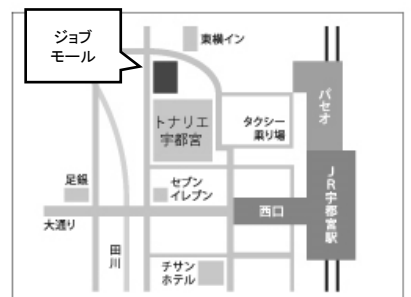 ジョブ
モール
東横イン
パセオ
トナリエ
宇都宮
タクシー
乗り場
足銀
セブン
イレブン
JR宇都宮駅
西口
大通り
田川
チサン
ホテル